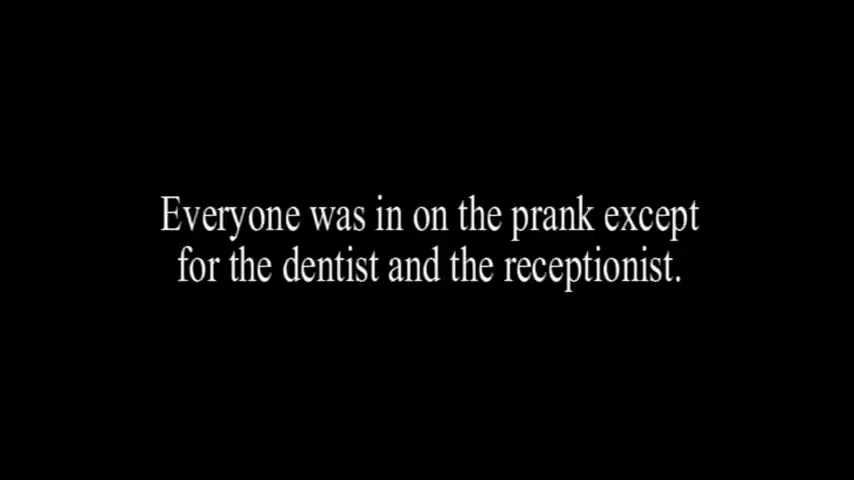 Everyone was in on the prank except
for the dentist and the receptionist.